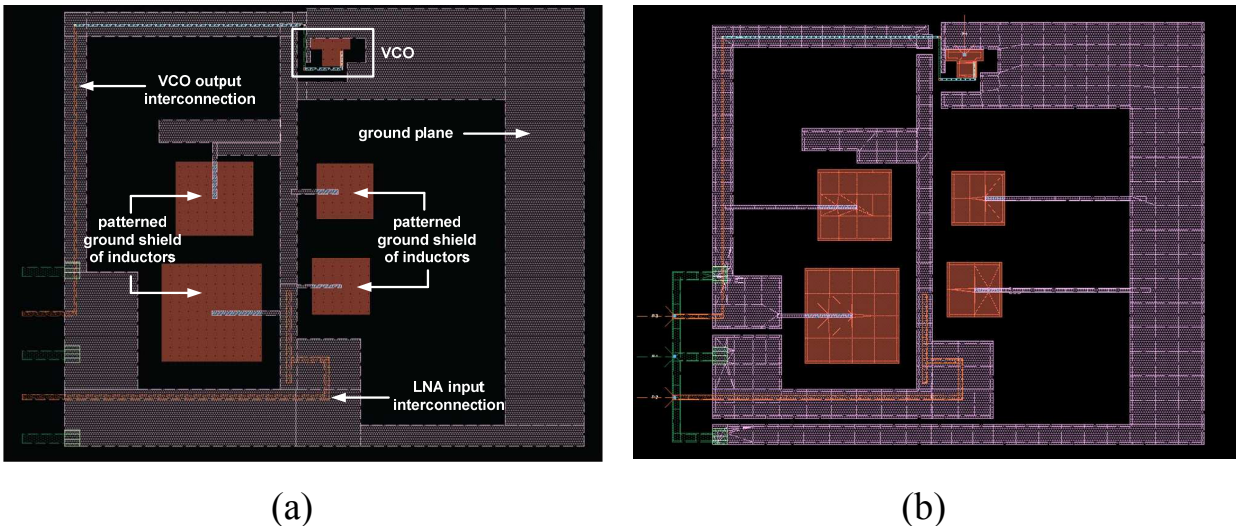 VCO
VCO output
interconnection
ground plane
patterned
ground shield
of inductors
patterned
ground shield
of inductors
LNA input
interconnection
(a)
(b)